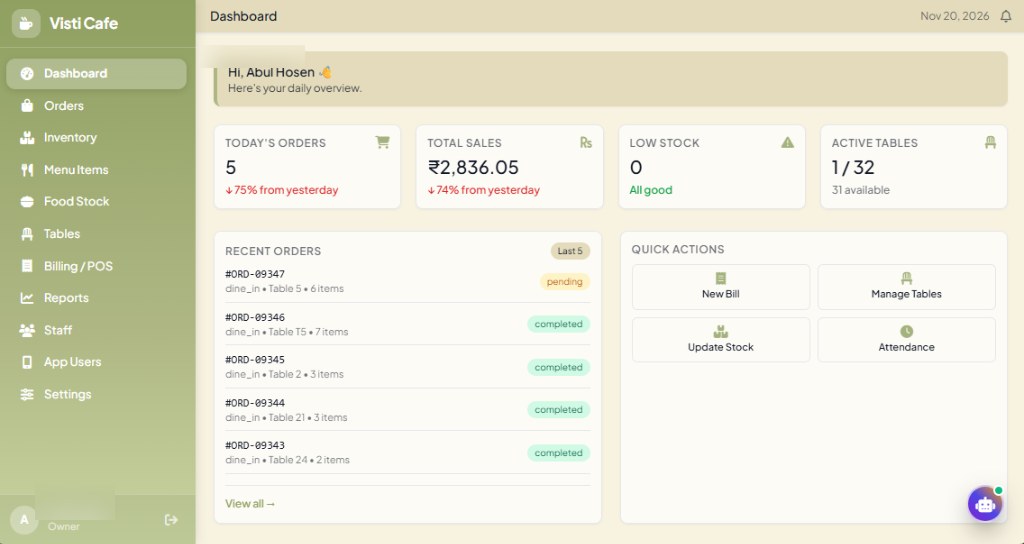 Visti Cafe
Dashboard
Orders
Inventory
Menu Items
Food Stock
Tables
Billing / POS
Reports
Staff
App Users
Settings
A
Owner
Dashboard
Nov 20, 2026
Hi, Abul Hosen 👋
Here's your daily overview.
TODAY'S ORDERS
5
↓ 75% from yesterday
TOTAL SALES
₨
₹2,836.05
↓ 74% from yesterday
LOW STOCK
0
All good
ACTIVE TABLES
1 / 32
31 available
RECENT ORDERS
Last 5
#ORD-09347
dine_in • Table 5 • 6 items
pending
#ORD-09346
dine_in • Table T5 • 7 items
completed
#ORD-09345
dine_in • Table 2 • 3 items
completed
#ORD-09344
dine_in • Table 21 • 3 items
completed
#ORD-09343
dine_in • Table 24 • 2 items
completed
View all →
QUICK ACTIONS
New Bill
Manage Tables
Update Stock
Attendance